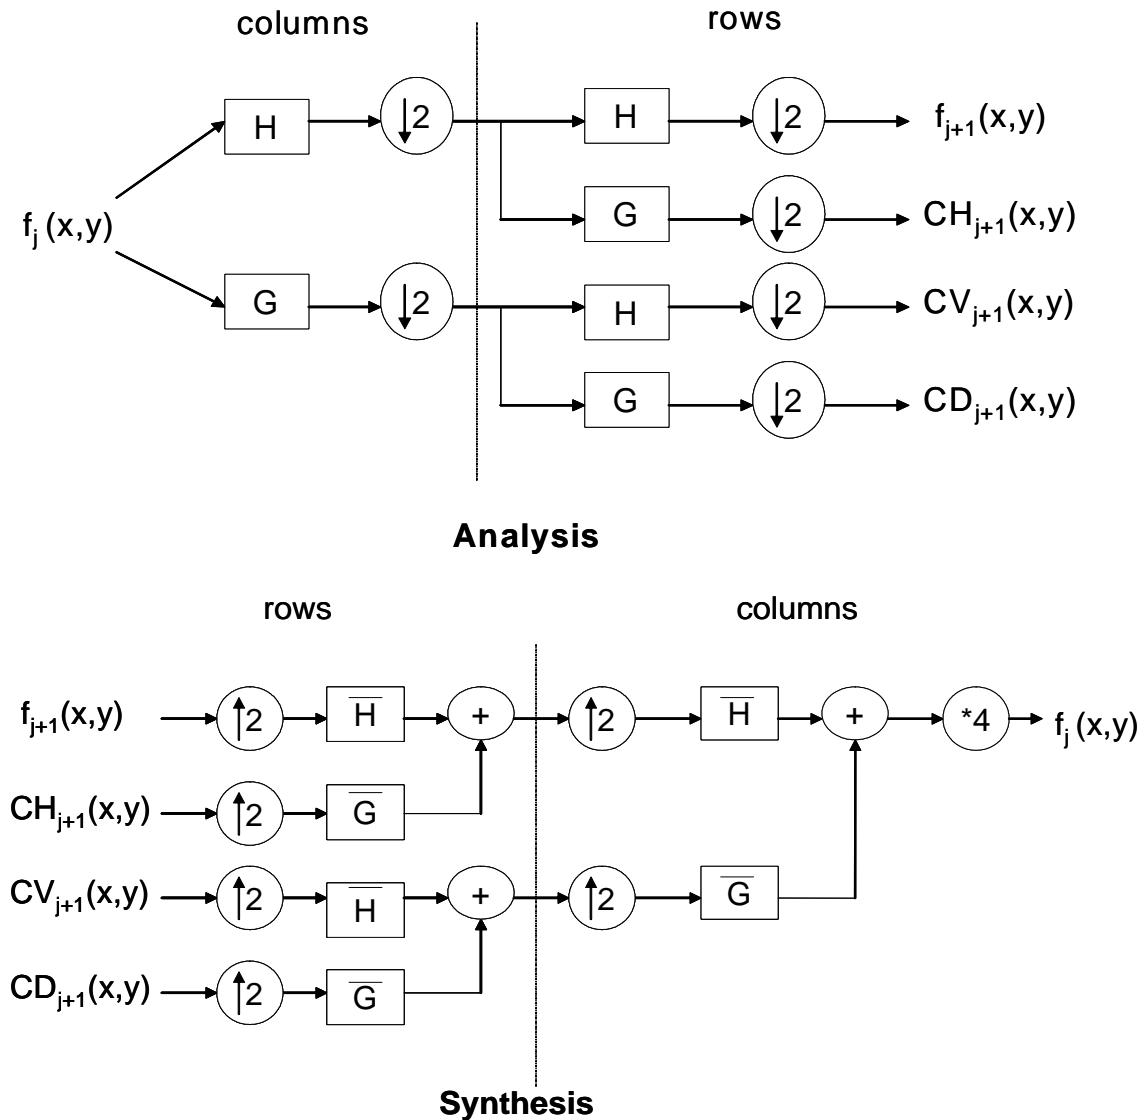 columns rows
H ↓2 H ↓2 f_{j+1}(x,y)
f_j(x,y) G ↓2 CH_{j+1}(x,y)
G ↓2 H ↓2 CV_{j+1}(x,y)
G ↓2 CD_{j+1}(x,y)
Analysis
rows columns
f_{j+1}(x,y) ↑2 H̅ + ↑2 H̅ + *4 f_j(x,y)
CH_{j+1}(x,y) ↑2 G̅
CV_{j+1}(x,y) ↑2 H̅ + ↑2 G̅
CD_{j+1}(x,y) ↑2 G̅
Synthesis